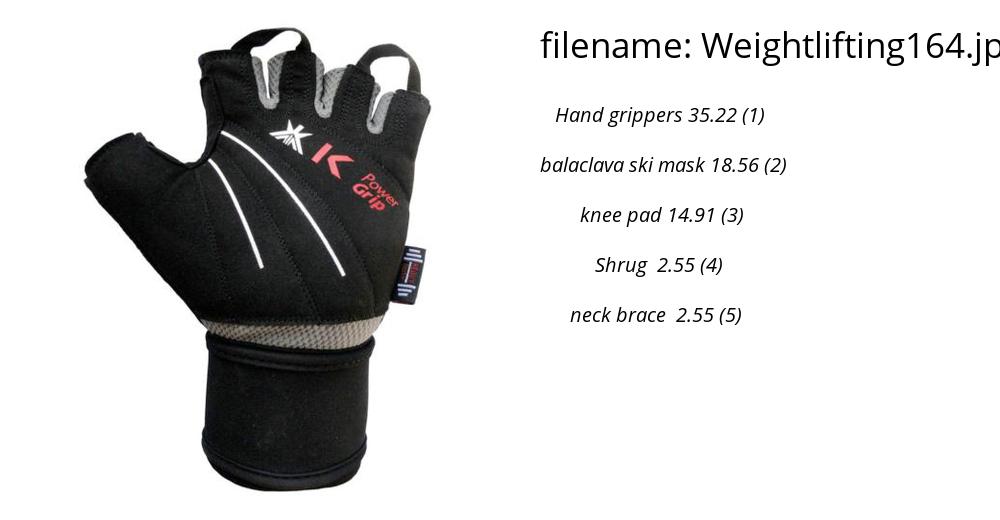 filename: Weightlifting164.jp
Hand grippers 35.22 (1)
balaclava ski mask 18.56 (2)
knee pad 14.91 (3)
Shrug  2.55 (4)
neck brace  2.55 (5)
K
Power
Grip